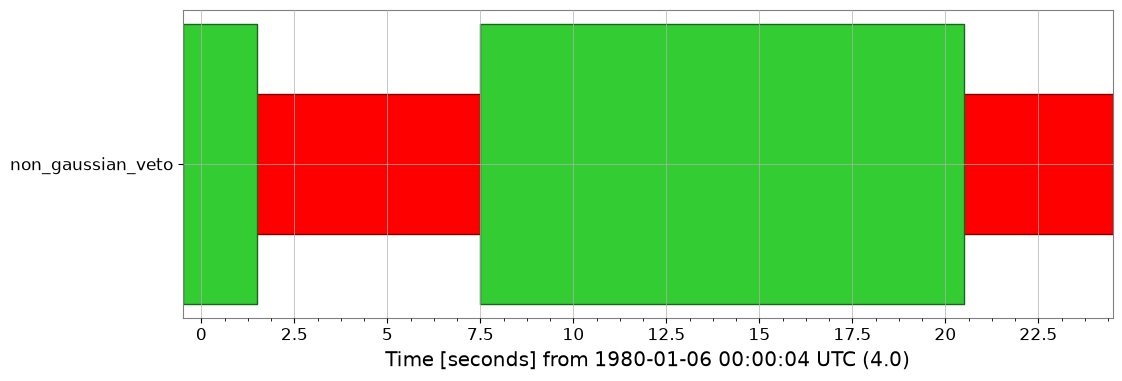 non_gaussian_veto
0 2.5 5 7.5 10 12.5 15 17.5 20 22.5
Time [seconds] from 1980-01-06 00:00:04 UTC (4.0)